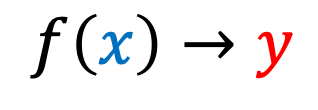 f(x) → y